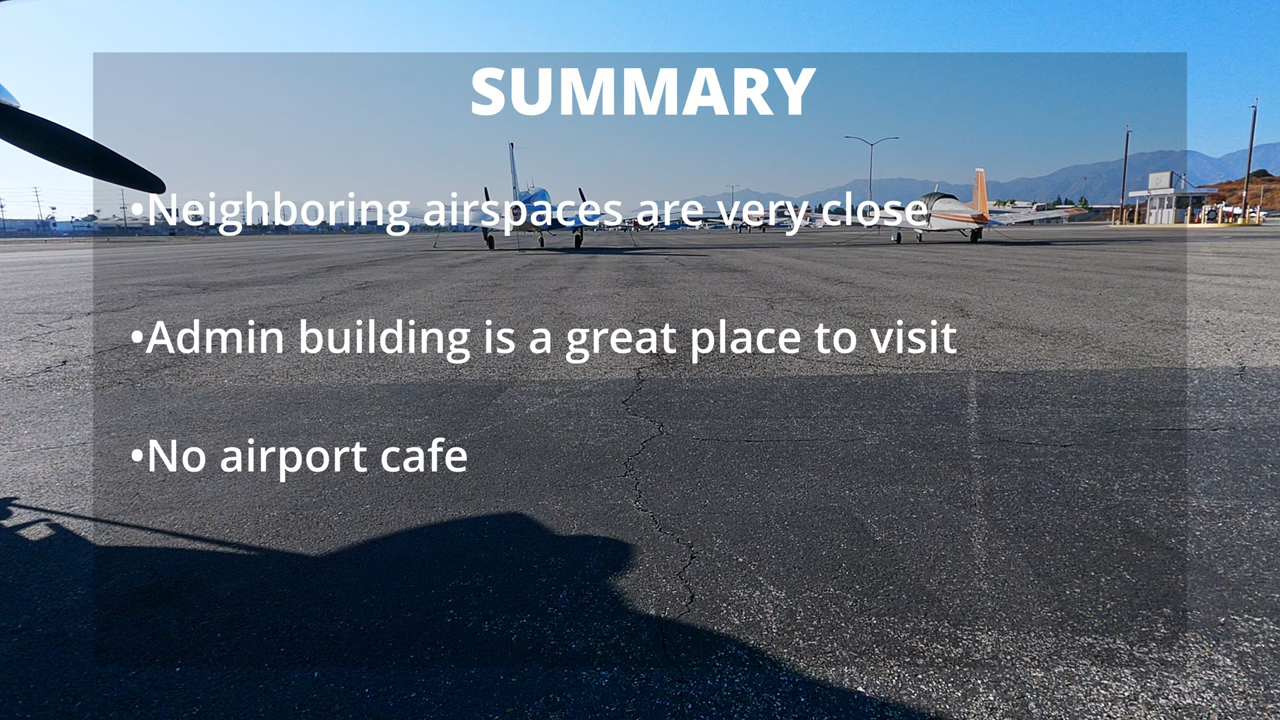 SUMMARY
•Neighboring airspaces are very close
•Admin building is a great place to visit
•No airport cafe